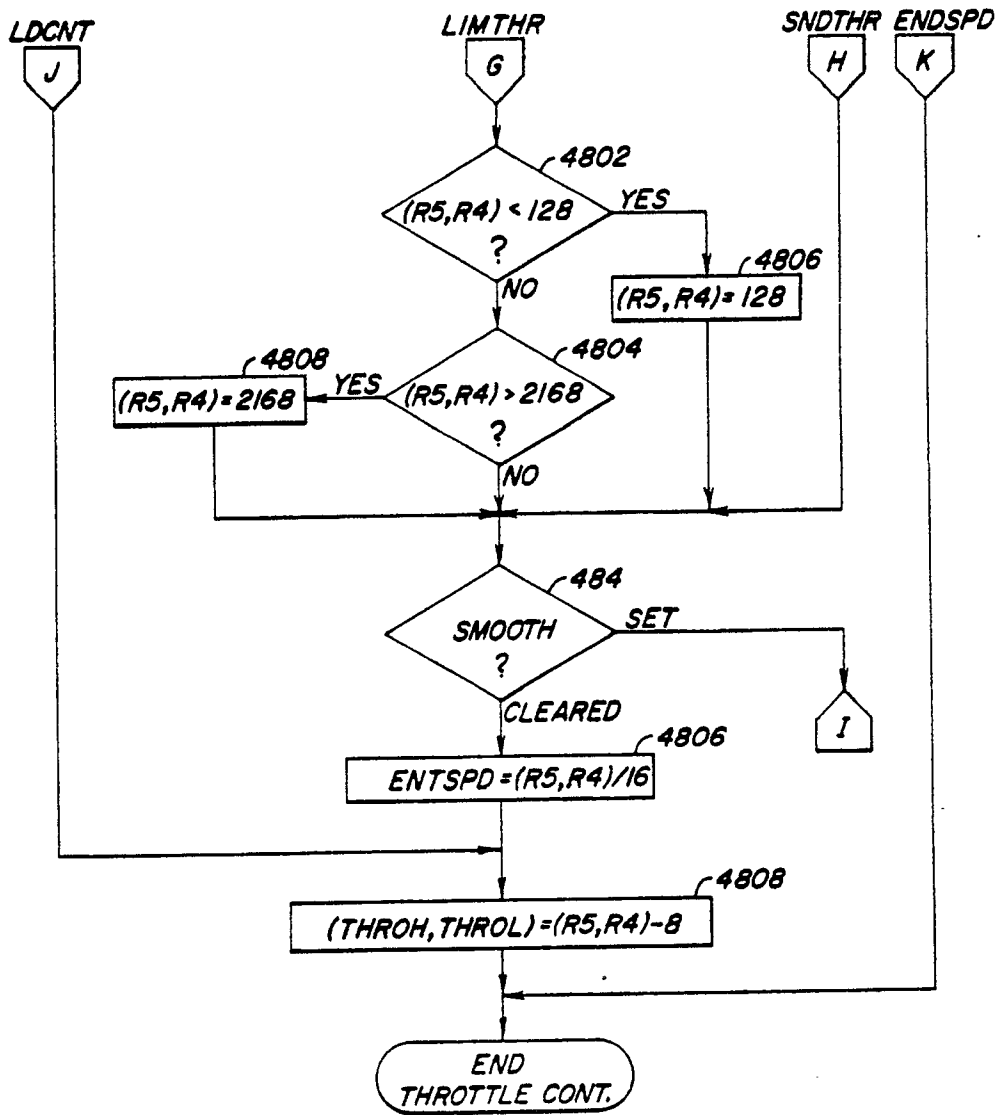 LDCNT
J
LIMTHR
G
SNDTHR
H
ENDSPD
K
4802
(R5,R4) < 128
?
YES
NO
4806
(R5,R4) = 128
4804
(R5,R4) > 2168
?
YES
NO
4808
(R5,R4) = 2168
484
SMOOTH
?
SET
I
CLEARED
4806
ENTSPD = (R5,R4)/16
4808
(THROH,THROL) = (R5,R4)-8
END
THROTTLE CONT.